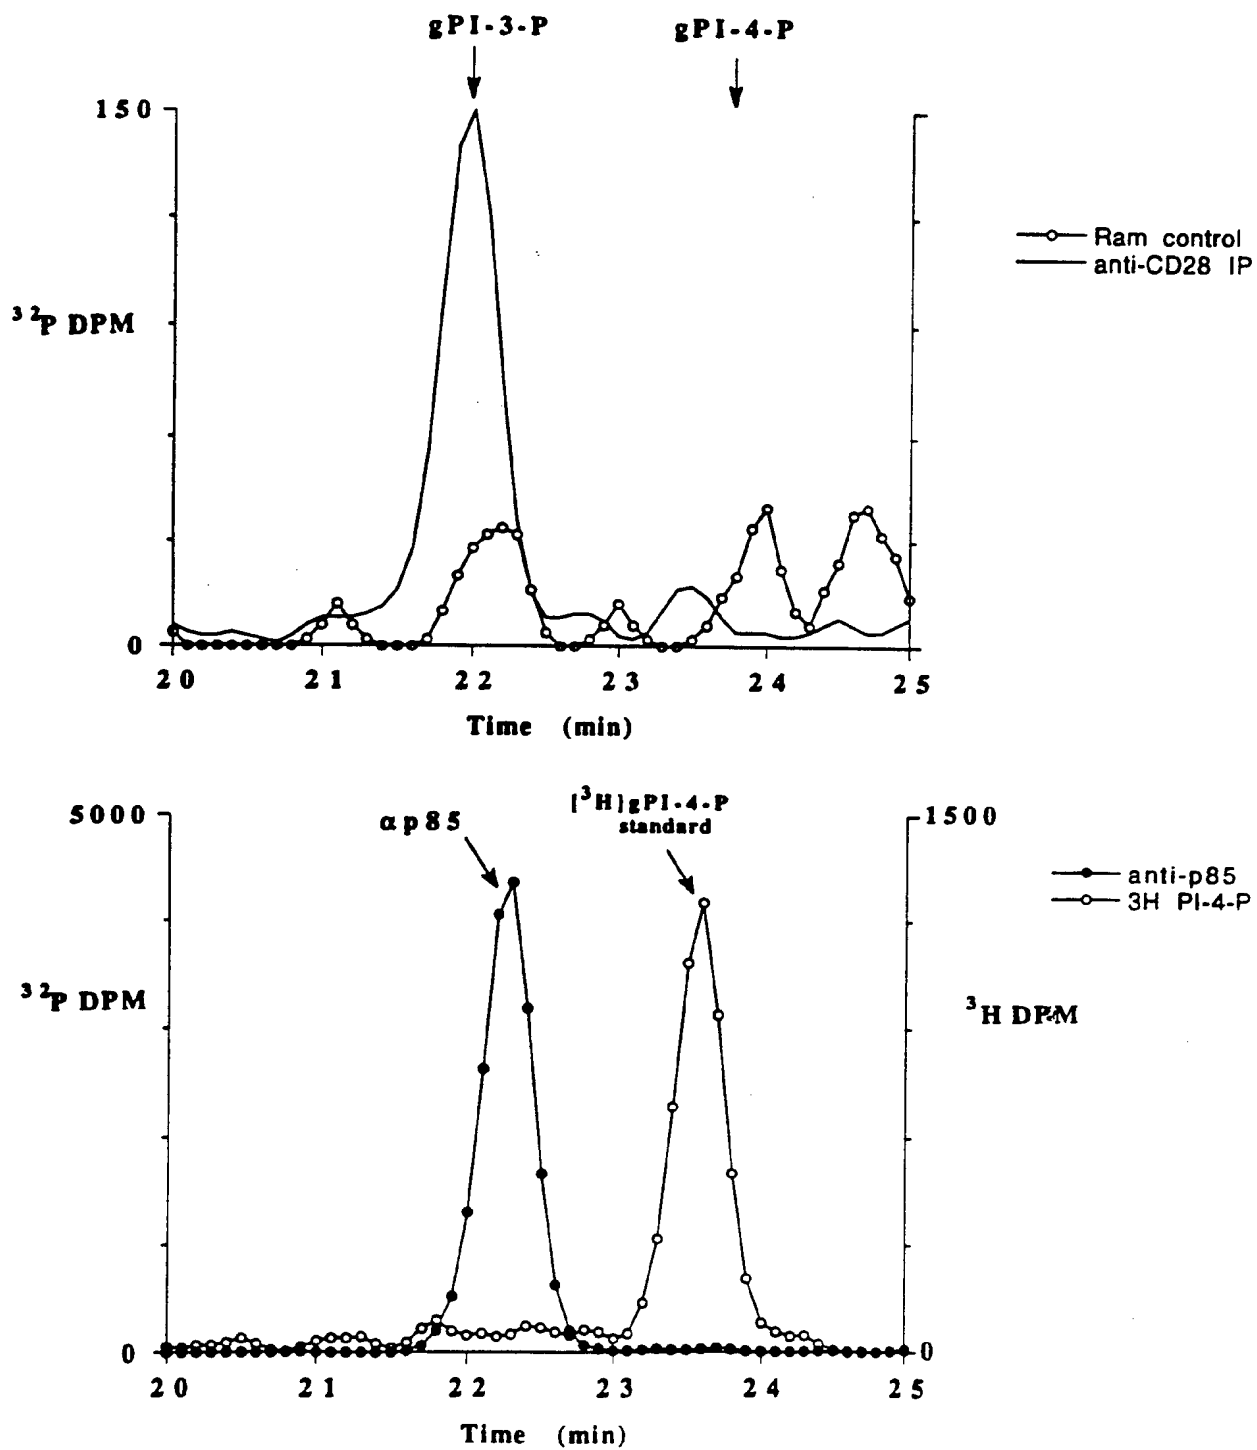 gPI-3-P gPI-4-P
150
Ram control
anti-CD28 IP
32P DPM
0
20 21 22 23 24 25
Time (min)
5000
αp85
[3H]gPI-4-P
standard
1500
anti-p85
3H PI-4-P
32P DPM
3H DPM
0
0
20 21 22 23 24 25
Time (min)